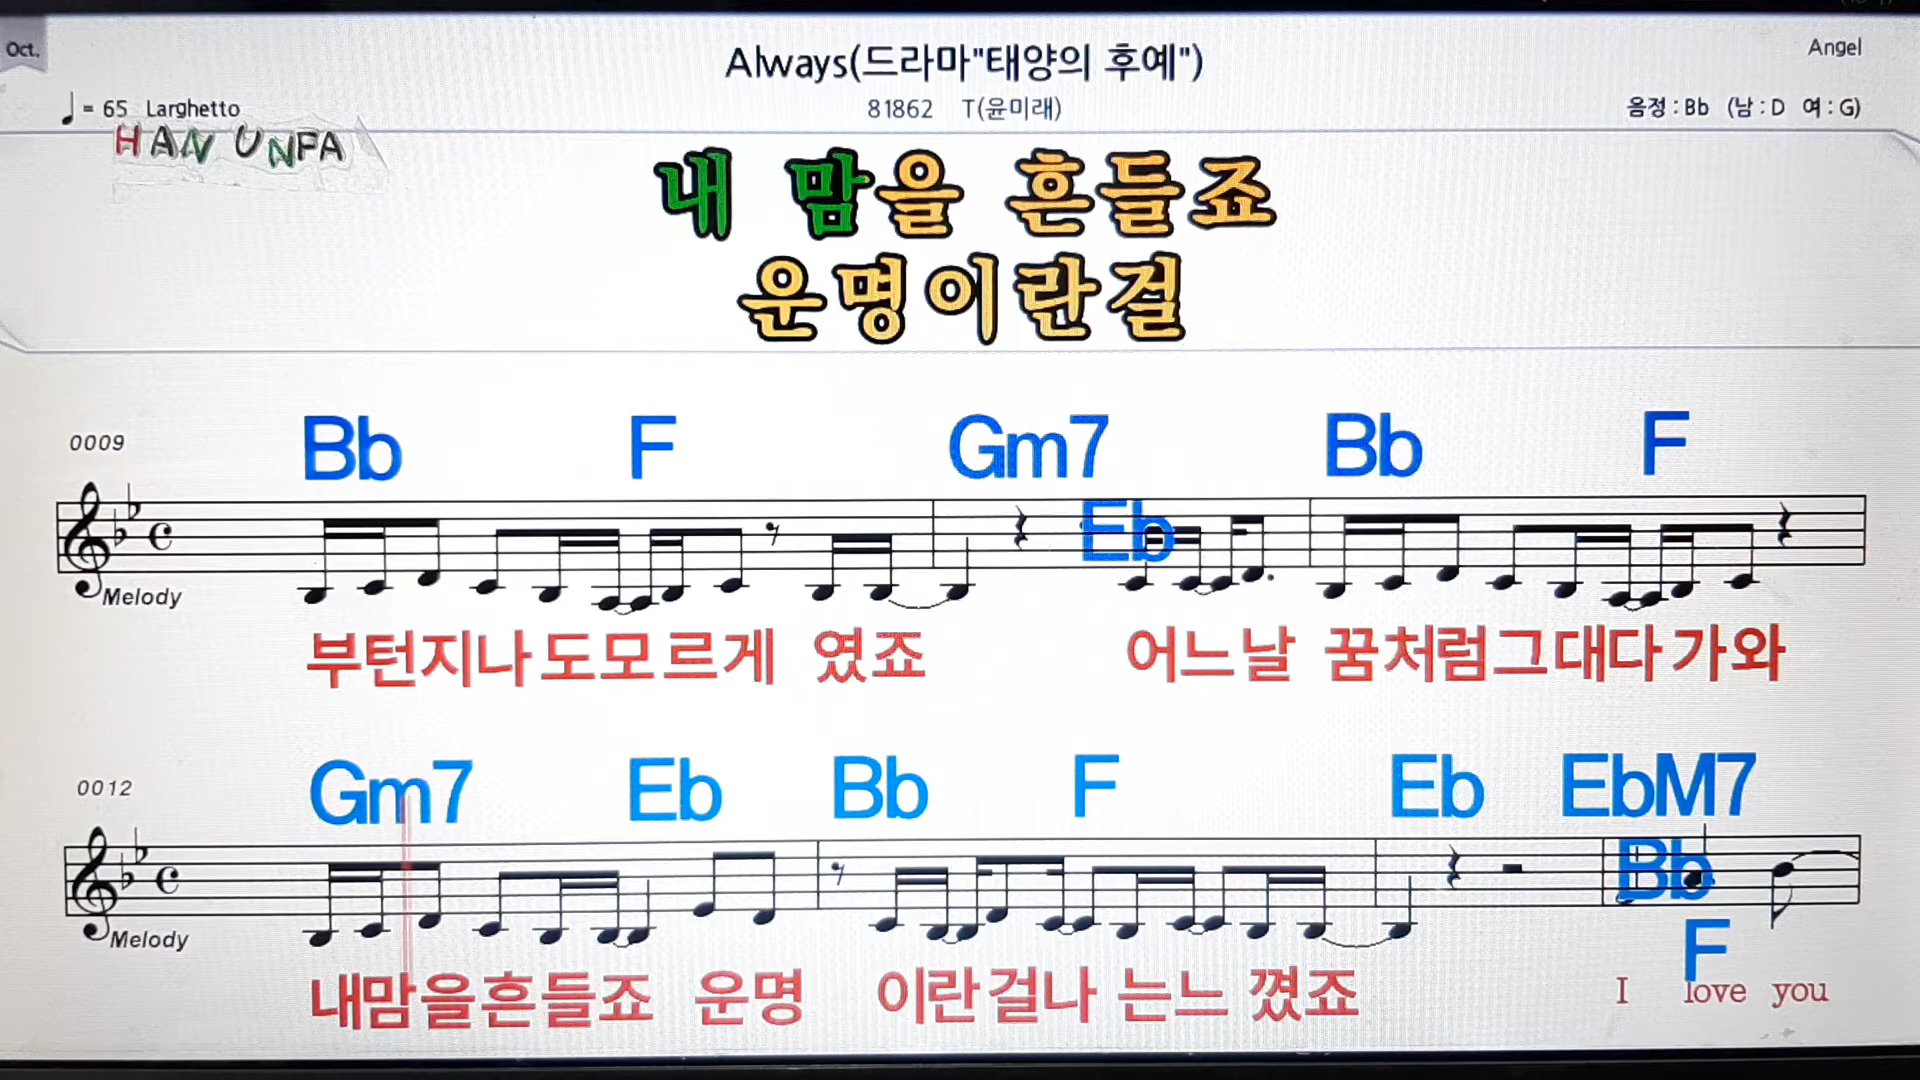 Oct.
Always(드라마"태양의 후예")
Angel
♩ = 65 Larghetto
81862 T(윤미래)
음정 : Bb (남 : D 여 : G)
HAN UNFA
내 맘을 흔들죠
운명이란걸
0009
Bb F Gm7 Eb Bb F
Melody
부턴지나도모르게 였죠 어느날 꿈처럼그대다가와
0012
Gm7 Eb Bb F Eb EbM7
Bb
F
Melody
내맘을흔들죠 운명 이란걸나는느꼈죠 I love you